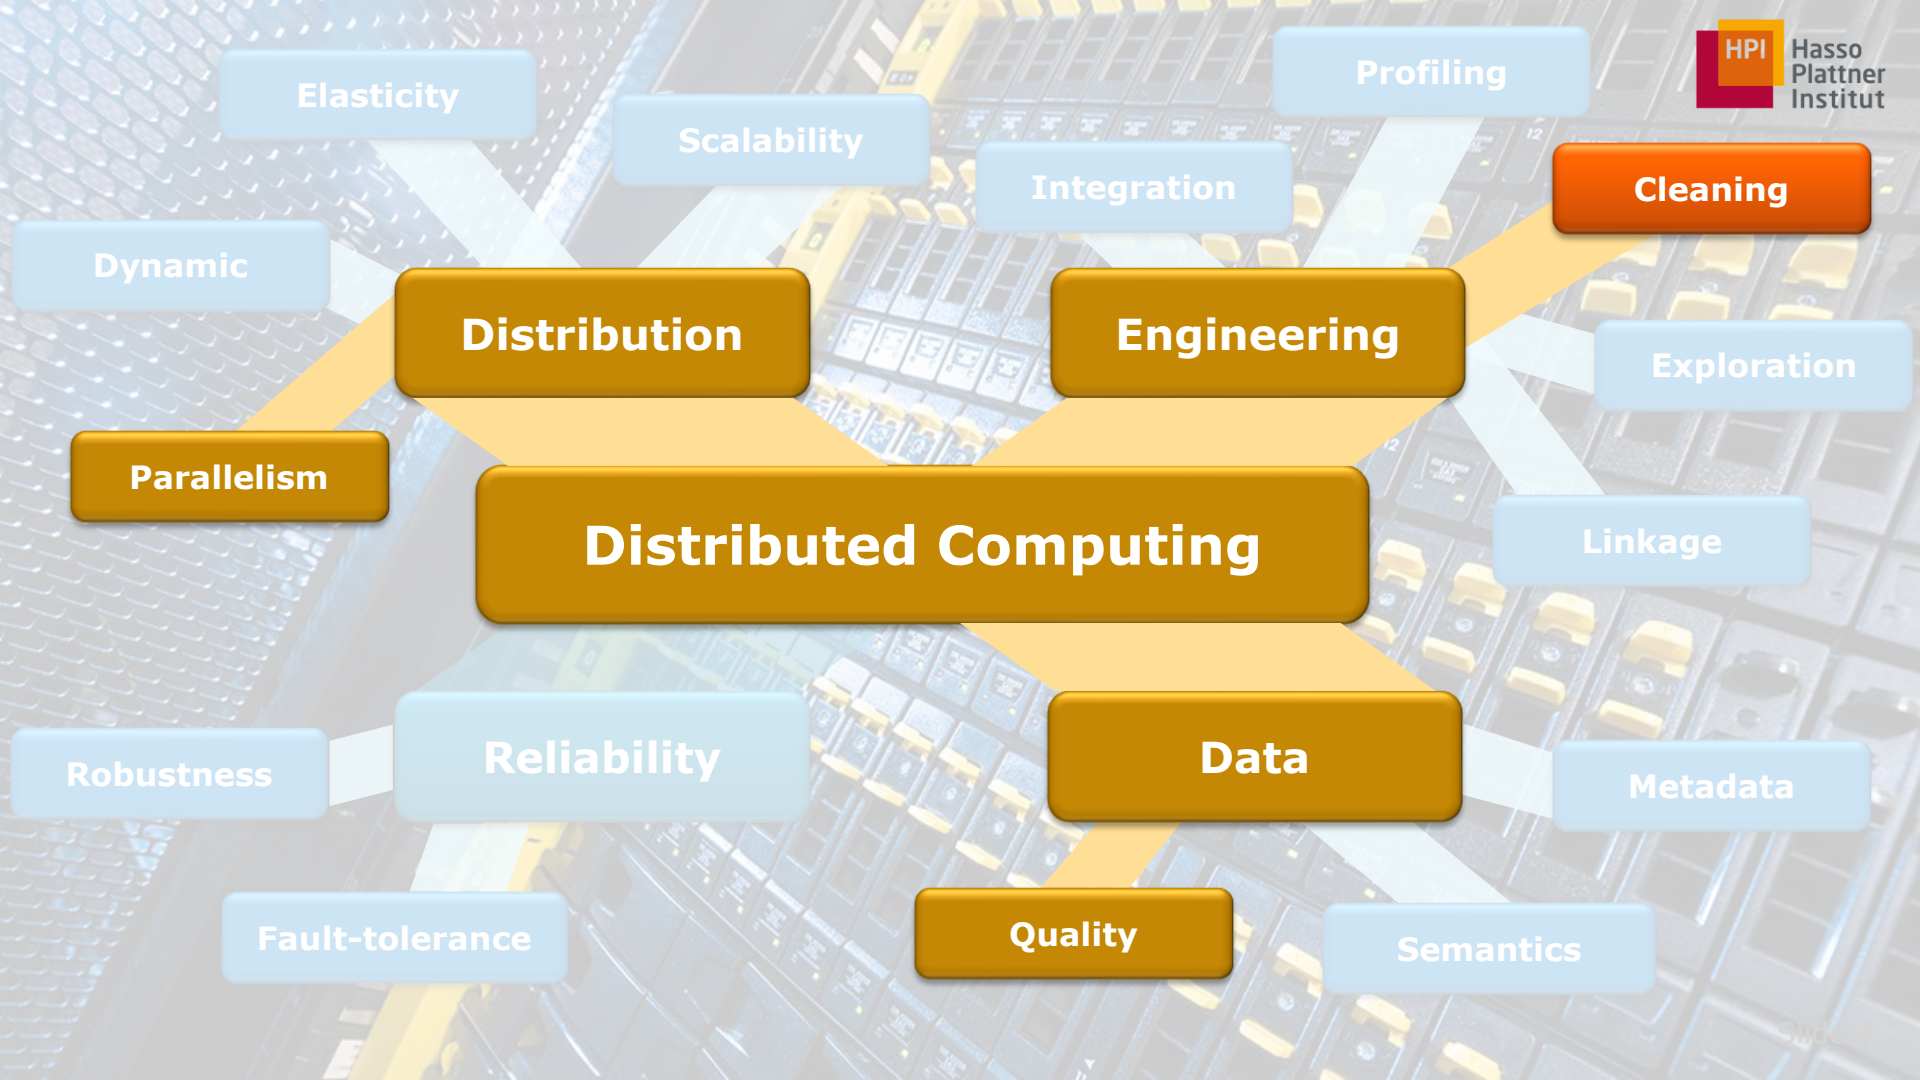 Elasticity
Profiling
HPI Hasso
Plattner
Institut
Scalability
Integration
Cleaning
Dynamic
Distribution
Engineering
Exploration
Parallelism
Distributed Computing
Linkage
Reliability
Data
Robustness
Metadata
Fault-tolerance
Quality
Semantics